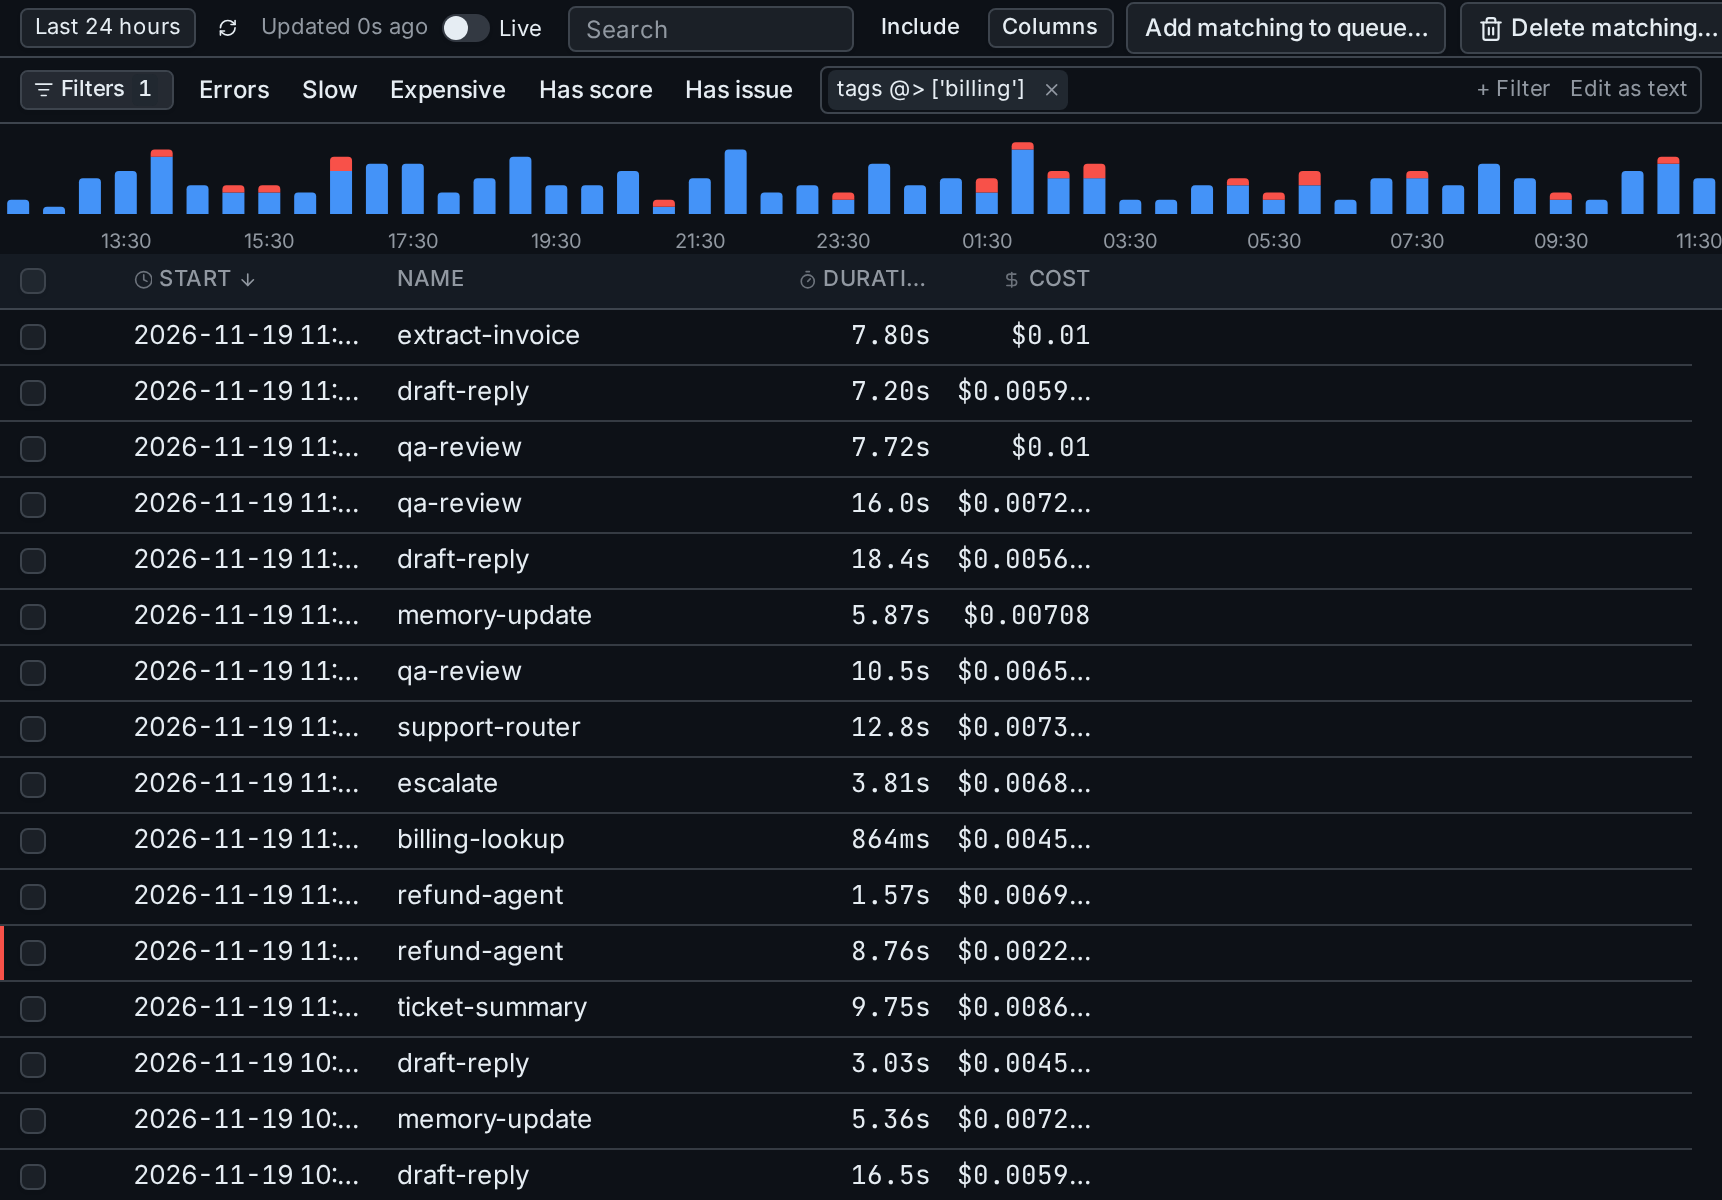 Last 24 hours Updated 0s ago Live Search Include Columns Add matching to queue... Delete matching...
Filters 1 Errors Slow Expensive Has score Has issue tags @> ['billing'] × + Filter Edit as text
13:30 15:30 17:30 19:30 21:30 23:30 01:30 03:30 05:30 07:30 09:30 11:30
START ↓ NAME DURATI... $ COST
2026-11-19 11:... extract-invoice 7.80s $0.01
2026-11-19 11:... draft-reply 7.20s $0.0059...
2026-11-19 11:... qa-review 7.72s $0.01
2026-11-19 11:... qa-review 16.0s $0.0072...
2026-11-19 11:... draft-reply 18.4s $0.0056...
2026-11-19 11:... memory-update 5.87s $0.00708
2026-11-19 11:... qa-review 10.5s $0.0065...
2026-11-19 11:... support-router 12.8s $0.0073...
2026-11-19 11:... escalate 3.81s $0.0068...
2026-11-19 11:... billing-lookup 864ms $0.0045...
2026-11-19 11:... refund-agent 1.57s $0.0069...
2026-11-19 11:... refund-agent 8.76s $0.0022...
2026-11-19 11:... ticket-summary 9.75s $0.0086...
2026-11-19 10:... draft-reply 3.03s $0.0045...
2026-11-19 10:... memory-update 5.36s $0.0072...
2026-11-19 10:... draft-reply 16.5s $0.0059...